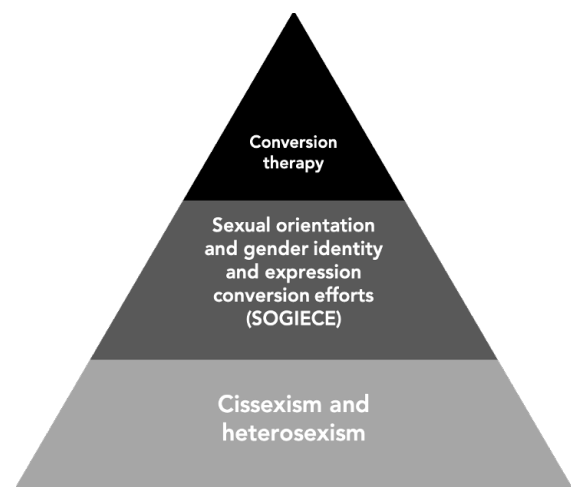 Conversion
therapy
Sexual orientation
and gender identity
and expression
conversion efforts
(SOGIECE)
Cissexism and
heterosexism